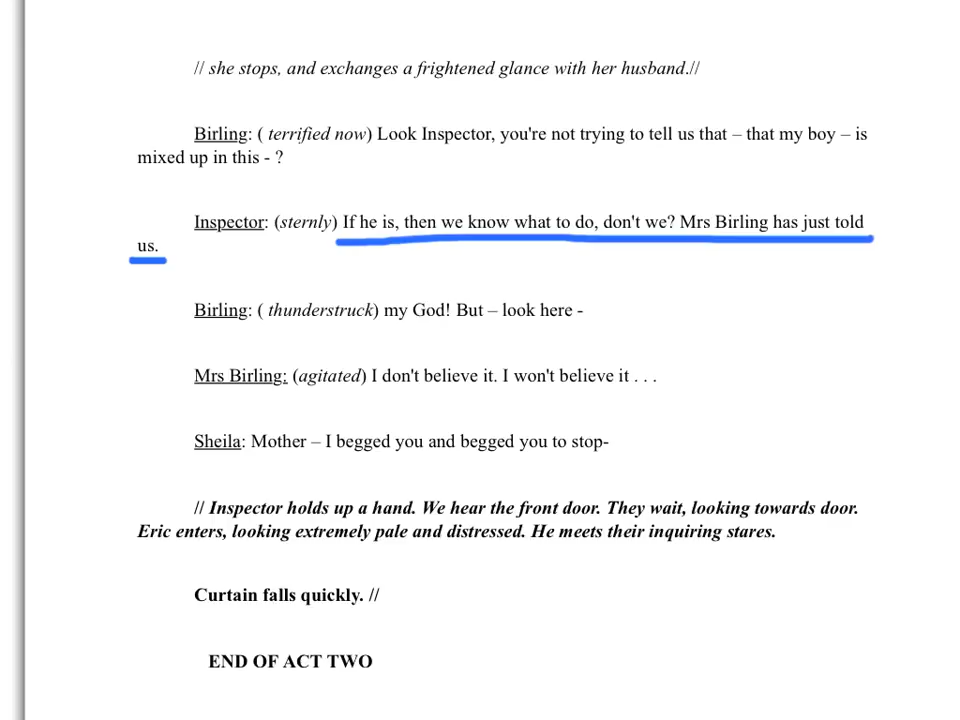 // she stops, and exchanges a frightened glance with her husband.//
Birling: ( terrified now) Look Inspector, you're not trying to tell us that – that my boy – is
mixed up in this - ?
Inspector: (sternly) If he is, then we know what to do, don't we? Mrs Birling has just told
us.
Birling: ( thunderstruck) my God! But – look here -
Mrs Birling: (agitated) I don't believe it. I won't believe it . . .
Sheila: Mother – I begged you and begged you to stop-
// Inspector holds up a hand. We hear the front door. They wait, looking towards door.
Eric enters, looking extremely pale and distressed. He meets their inquiring stares.
Curtain falls quickly. //
END OF ACT TWO